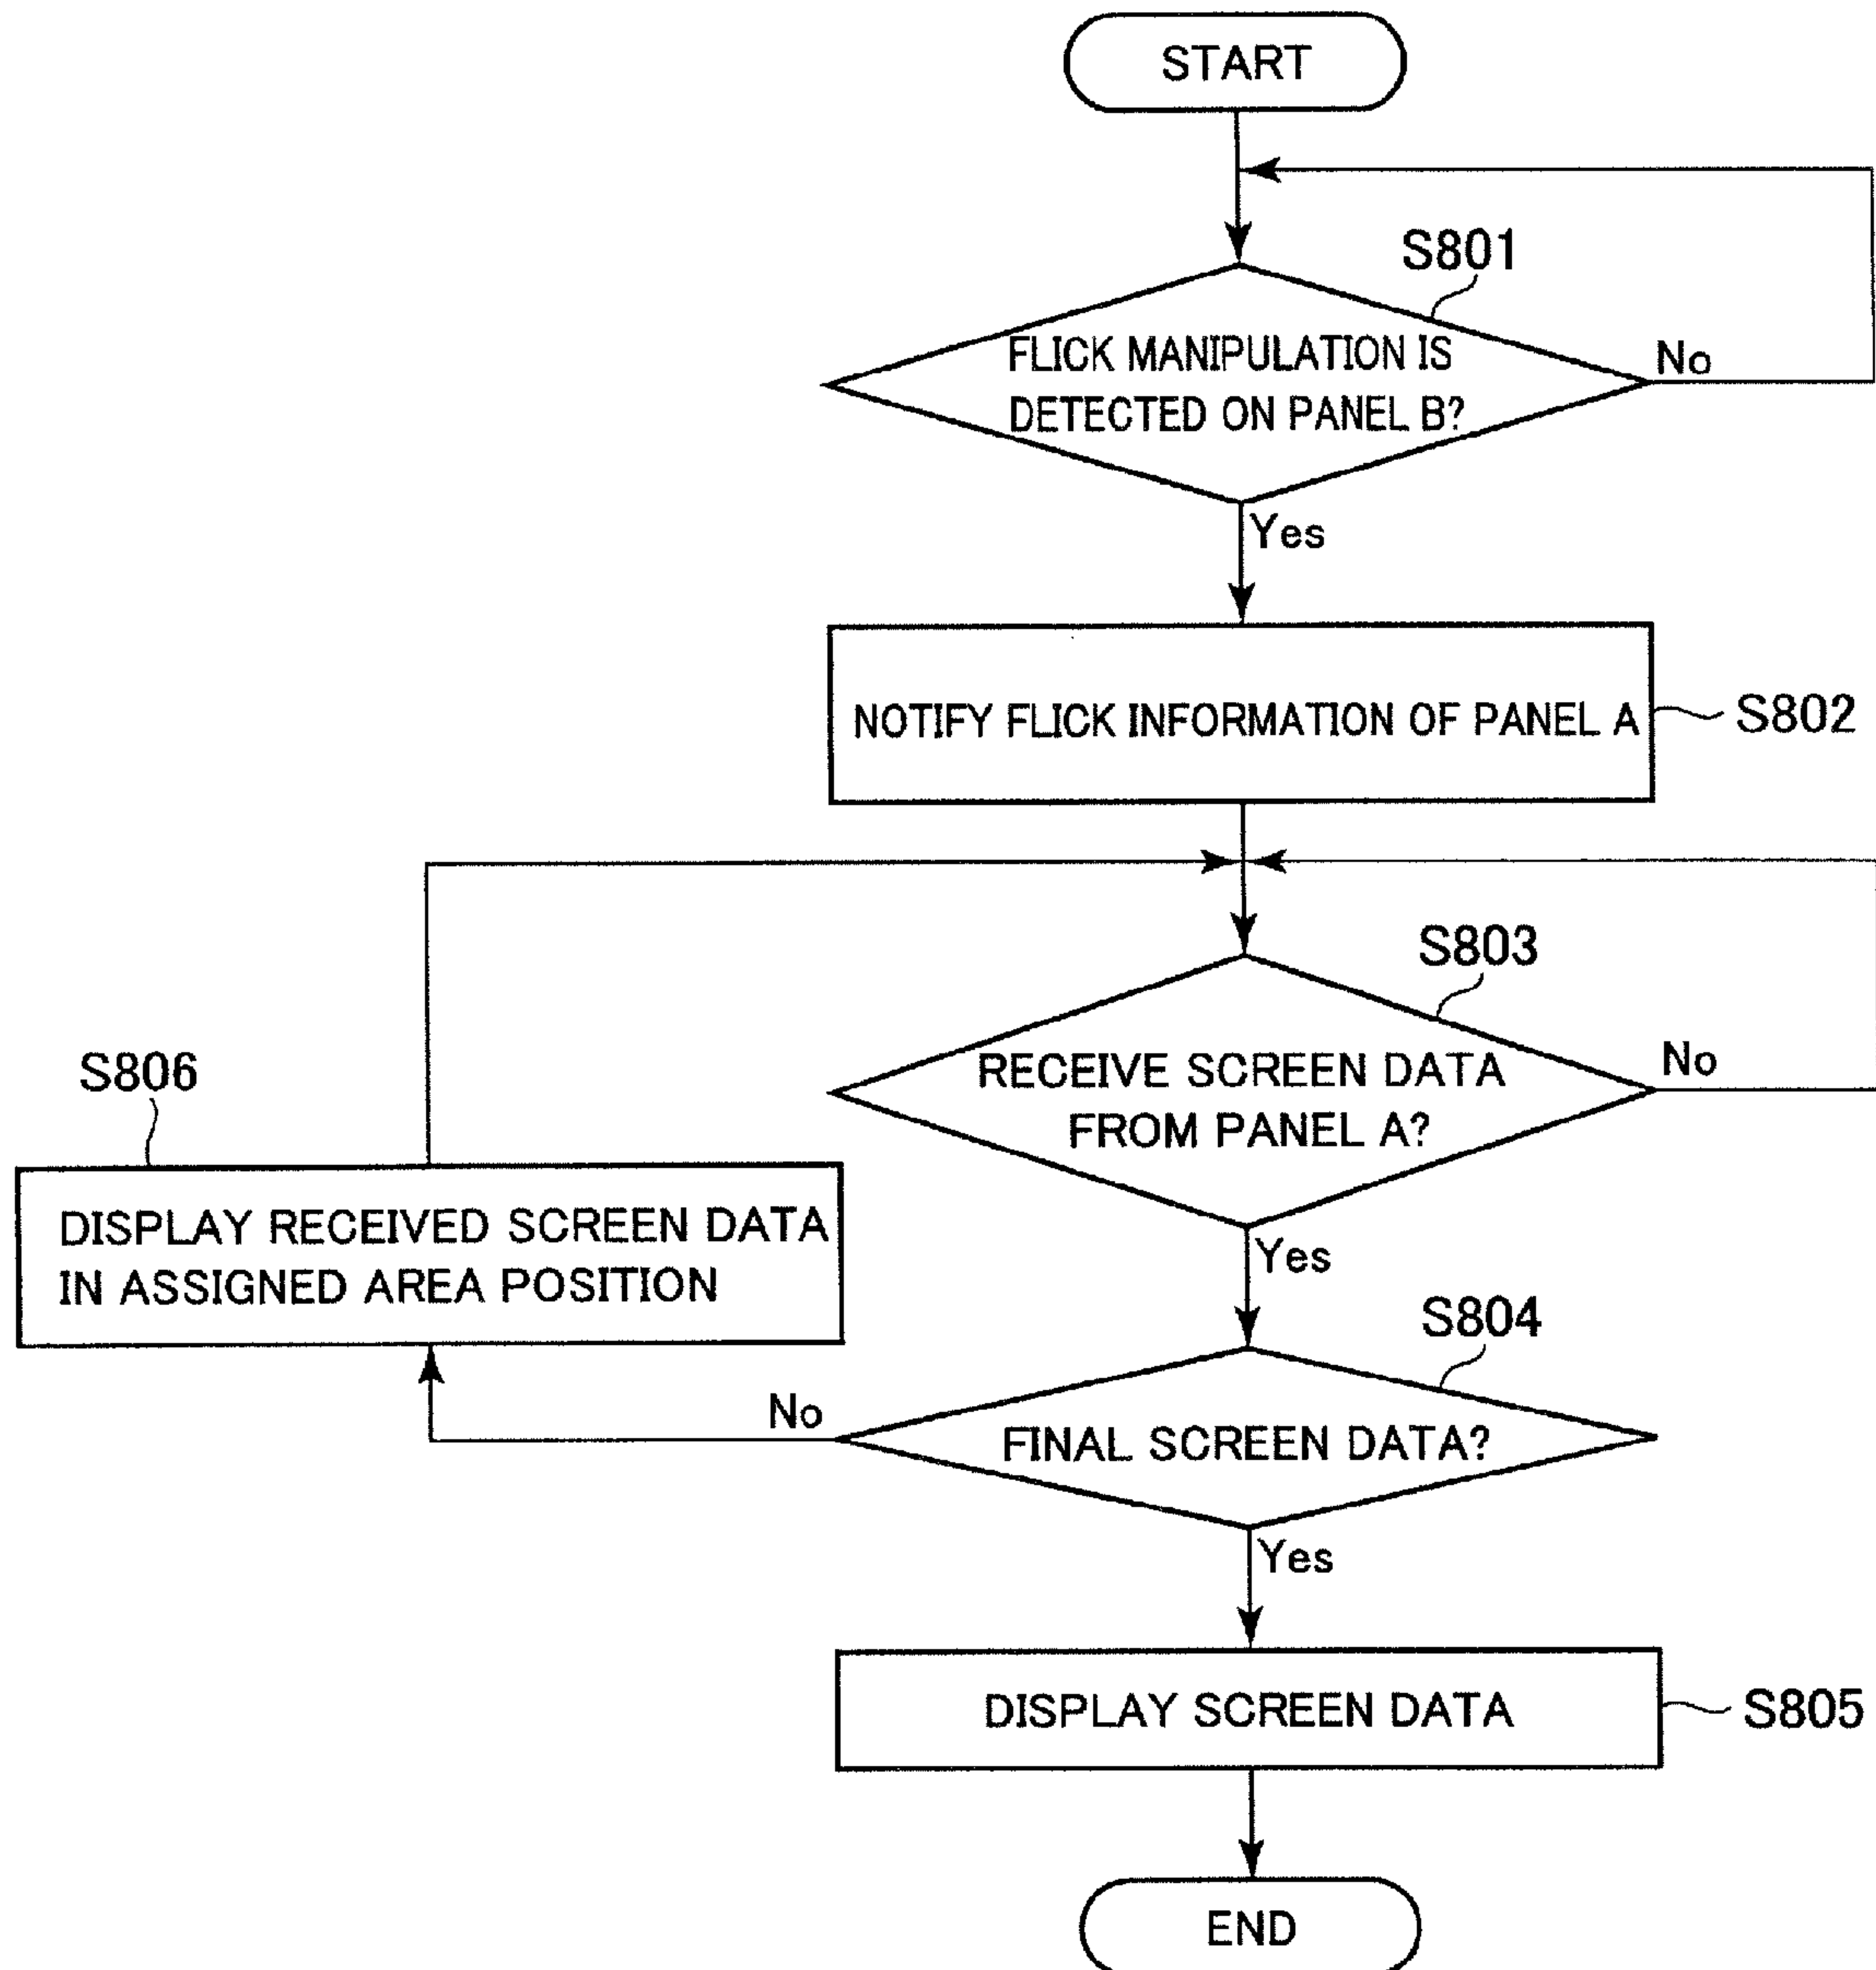 START
S801
FLICK MANIPULATION IS
DETECTED ON PANEL B?
No
Yes
NOTIFY FLICK INFORMATION OF PANEL A
S802
S803
RECEIVE SCREEN DATA
FROM PANEL A?
No
Yes
S806
DISPLAY RECEIVED SCREEN DATA
IN ASSIGNED AREA POSITION
S804
FINAL SCREEN DATA?
No
Yes
DISPLAY SCREEN DATA
S805
END